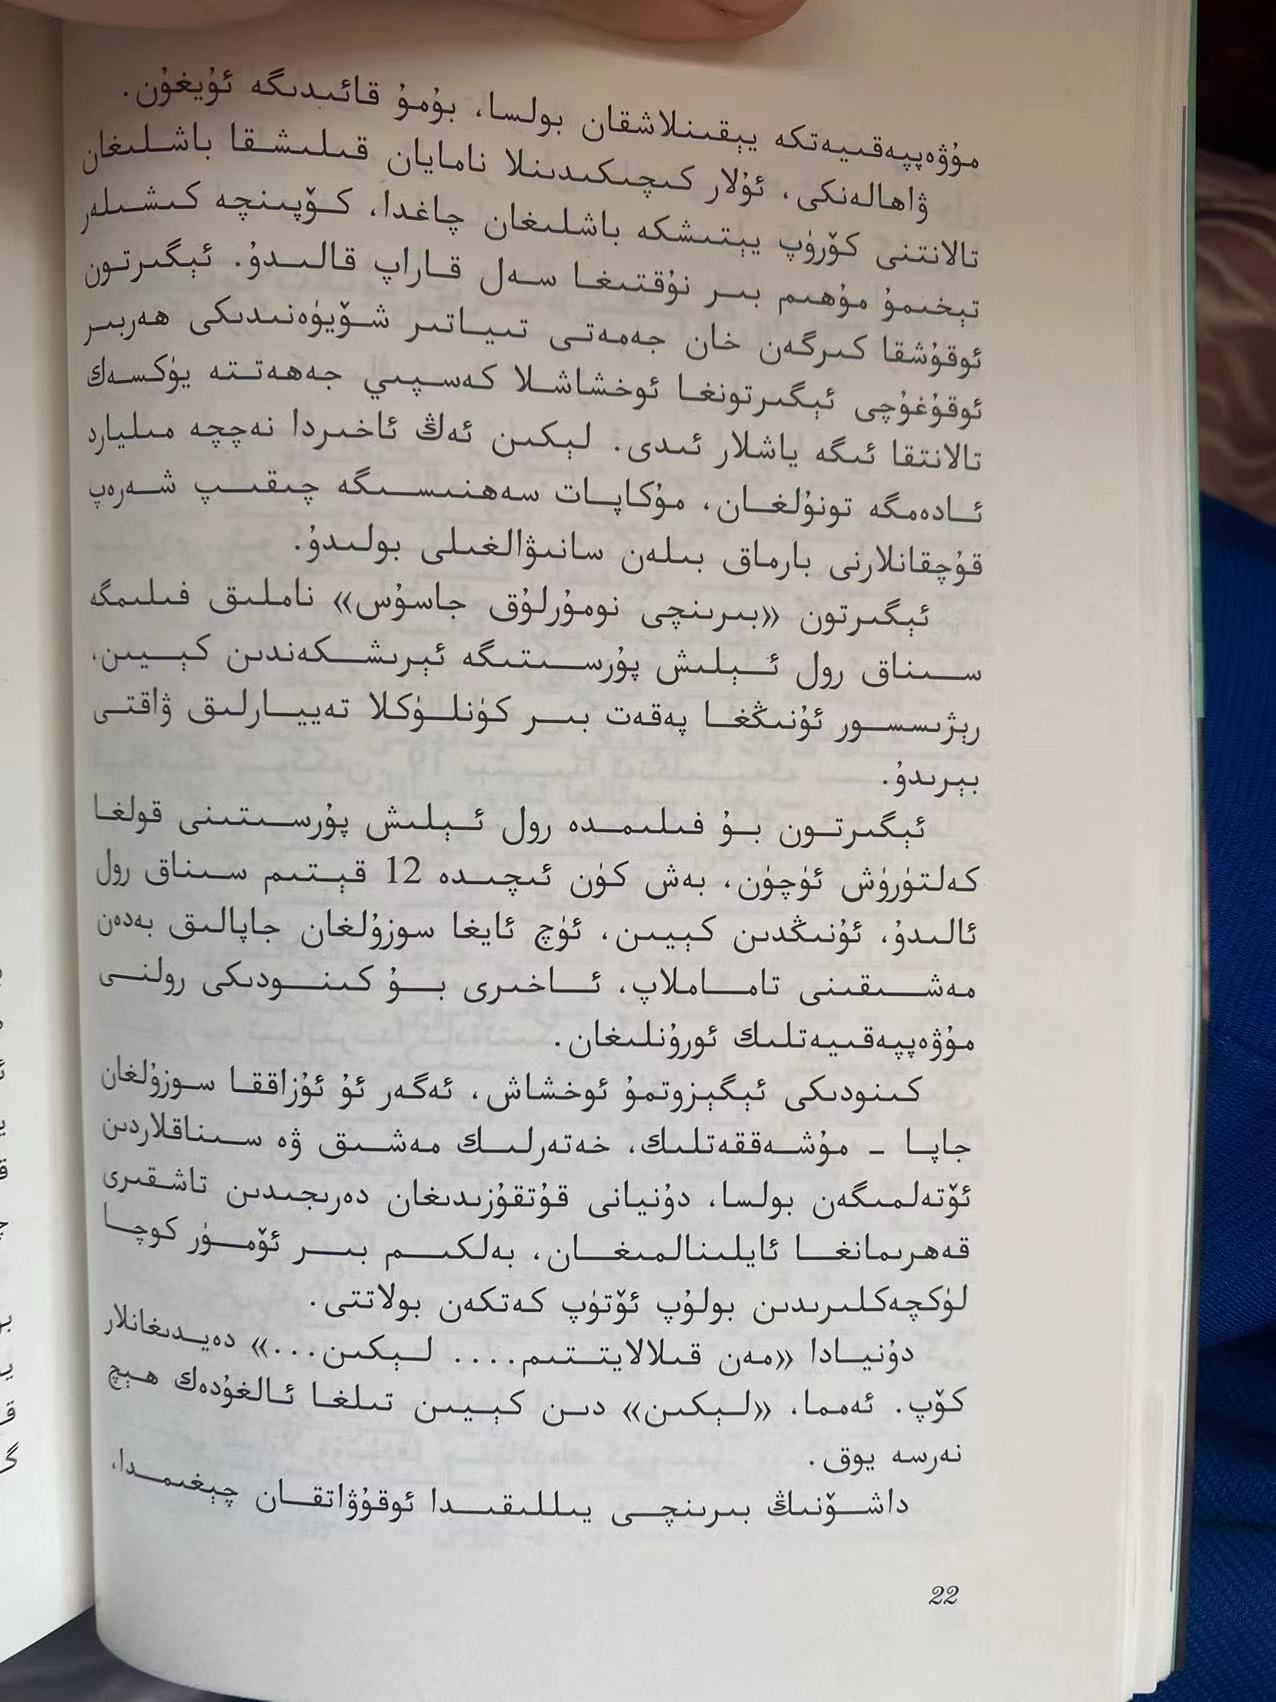 مۇۋەپپەقىيەتكە يېقىنلاشقان بولسا، بۇمۇ قائىدىگە ئۇيغۇن.
ۋاھالەنكى، ئۇلار كىچىكىدىنلا نامايان قىلىشقا باشلىغان
تالانتنى كۆرۈپ يېتىشكە باشلىغان چاغدا، كۆپىنچە كىشىلەر
تېخىمۇ مۇھىم بىر نۇقتىغا سەل قاراپ قالىدۇ. ئېگىرتون
ئوقۇشقا كىرگەن خان جەمەتى تىياتىر شۆيۈەنىدىكى ھەربىر
ئوقۇغۇچى ئېگىرتونغا ئوخشاشلا كەسپىي جەھەتتە يۈكسەك
تالانتقا ئىگە ياشلار ئىدى. لېكىن ئەڭ ئاخىردا نەچچە مىليارد
ئادەمگە تونۇلغان، مۇكاپات سەھنىسىگە چىقىپ شەرەپ
قۇچقانلارنى بارماق بىلەن سانىۋالغىلى بولىدۇ.
ئېگىرتون «بىرىنچى نومۇرلۇق جاسۇس» ناملىق فىلىمگە
سىناق رول ئېلىش پۇرسىتىگە ئېرىشكەندىن كېيىن،
رېژىسسور ئۇنىڭغا پەقەت بىر كۈنلۈكلا تەييارلىق ۋاقتى
بېرىدۇ.
ئېگىرتون بۇ فىلىمدە رول ئېلىش پۇرسىتىنى قولغا
كەلتۈرۈش ئۈچۈن، بەش كۈن ئىچىدە 12 قېتىم سىناق رول
ئالىدۇ، ئۇنىڭدىن كېيىن، ئۈچ ئايغا سوزۇلغان جاپالىق بەدەن
مەشىقىنى تاماملاپ، ئاخىرى بۇ كىنودىكى رولنى
مۇۋەپپەقىيەتلىك ئورۇنلىغان.
كىنودىكى ئېگېزوتمۇ ئوخشاش، ئەگەر ئۇ ئۇزاققا سوزۇلغان
جاپا - مۇشەققەتلىك، خەتەرلىك مەشىق ۋە سىناقلاردىن
ئۆتەلمىگەن بولسا، دۇنيانى قۇتقۇزىدىغان دەرىجىدىن تاشقىرى
قەھرىمانغا ئايلىنالمىغان، بەلكىم بىر ئۆمۈر كوچا
لۈكچەكلىرىدىن بولۇپ ئۆتۈپ كەتكەن بولاتتى.
دۇنيادا «مەن قىلالايتتىم.... لېكىن...» دەيدىغانلار
كۆپ. ئەمما، «لېكىن» دىن كېيىن تىلغا ئالغۇدەك ھېچ
نەرسە يوق.
داشۆنىڭ بىرىنچى يىللىقىدا ئوقۇۋاتقان چېغىمدا،
22